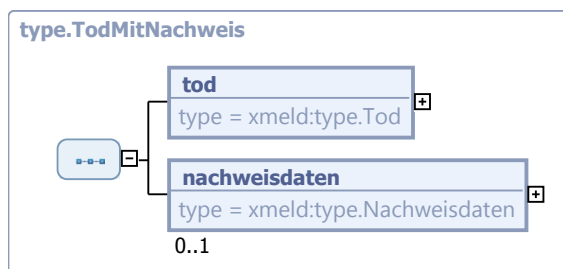 type.TodMitNachweis
tod
type = xmeld:type.Tod
nachweisdaten
type = xmeld:type.Nachweisdaten
0..1